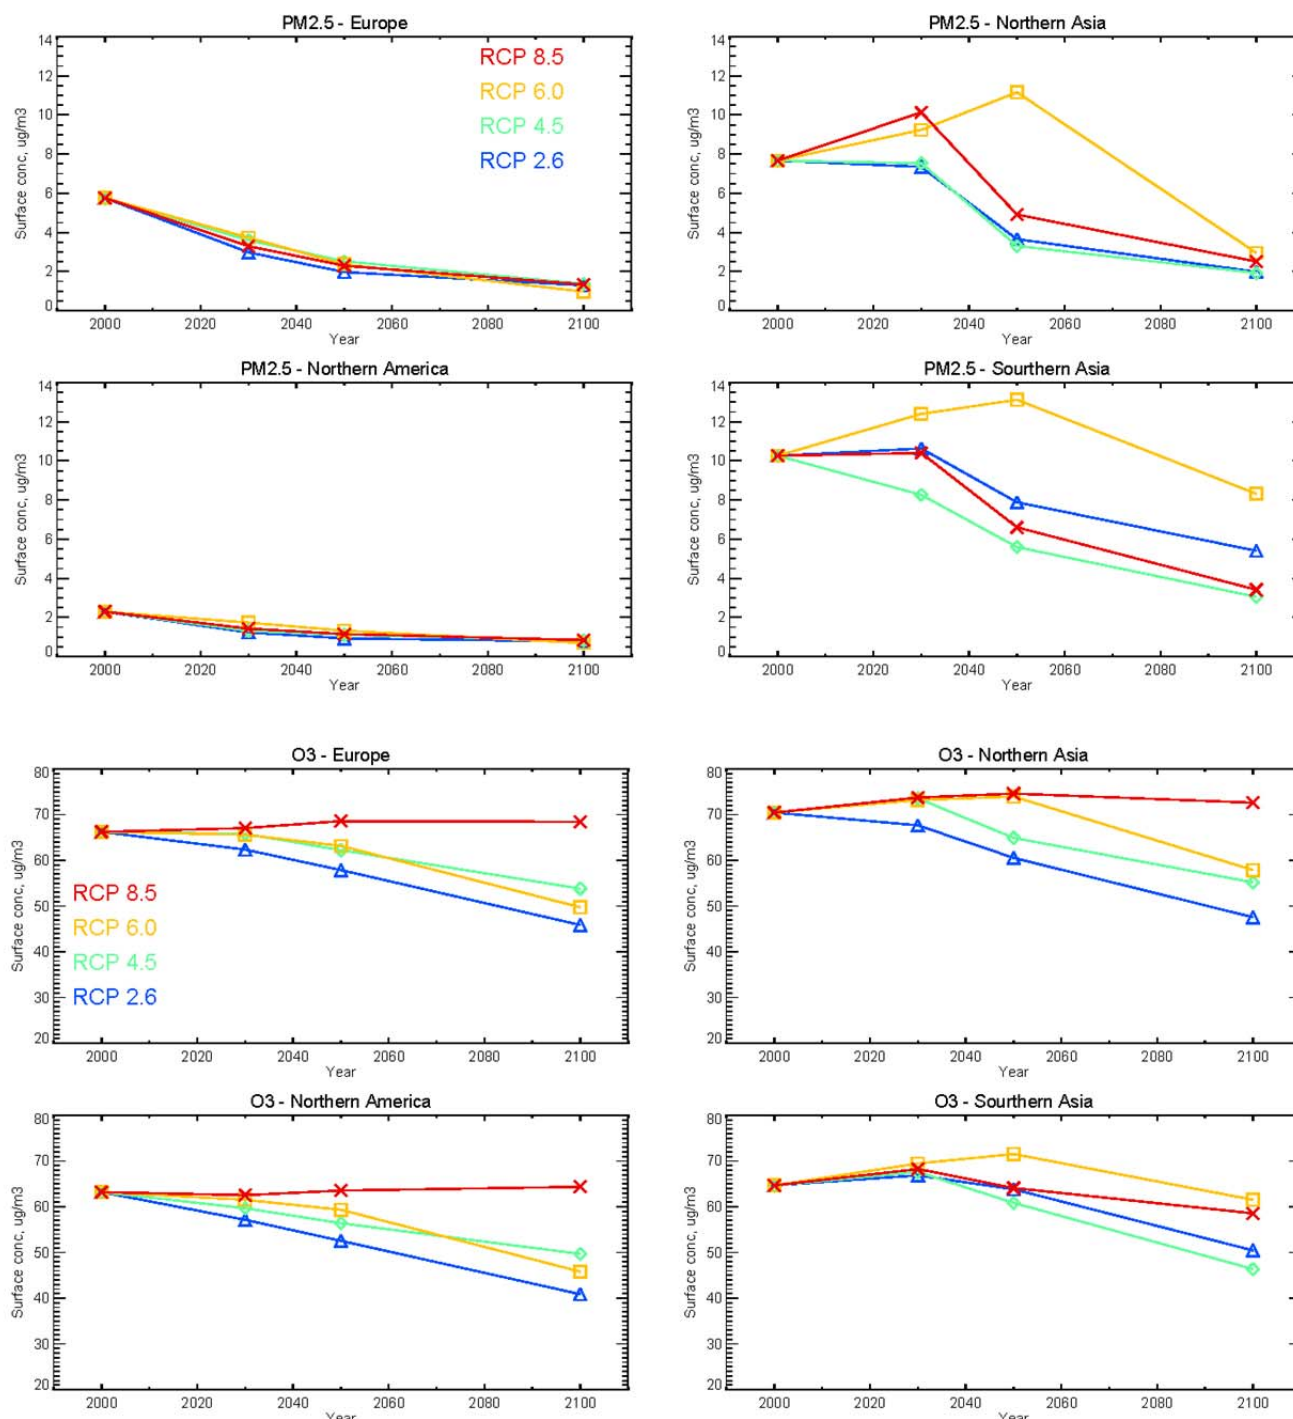 PM2.5 - Europe
14
12
10
8
6
4
2
0
Surface conc, ug/m3
RCP 8.5
RCP 6.0
RCP 4.5
RCP 2.6
2000 2020 2040 2060 2080 2100
Year
PM2.5 - Northern Asia
14
12
10
8
6
4
2
0
Surface conc, ug/m3
2000 2020 2040 2060 2080 2100
Year
PM2.5 - Northern America
14
12
10
8
6
4
2
0
Surface conc, ug/m3
2000 2020 2040 2060 2080 2100
Year
PM2.5 - Sourthern Asia
14
12
10
8
6
4
2
0
Surface conc, ug/m3
2000 2020 2040 2060 2080 2100
Year
O3 - Europe
80
70
60
50
40
30
20
Surface conc, ug/m3
RCP 8.5
RCP 6.0
RCP 4.5
RCP 2.6
2000 2020 2040 2060 2080 2100
Year
O3 - Northern Asia
80
70
60
50
40
30
20
Surface conc, ug/m3
2000 2020 2040 2060 2080 2100
Year
O3 - Northern America
80
70
60
50
40
30
20
Surface conc, ug/m3
2000 2020 2040 2060 2080 2100
Year
O3 - Sourthern Asia
80
70
60
50
40
30
20
Surface conc, ug/m3
2000 2020 2040 2060 2080 2100
Year